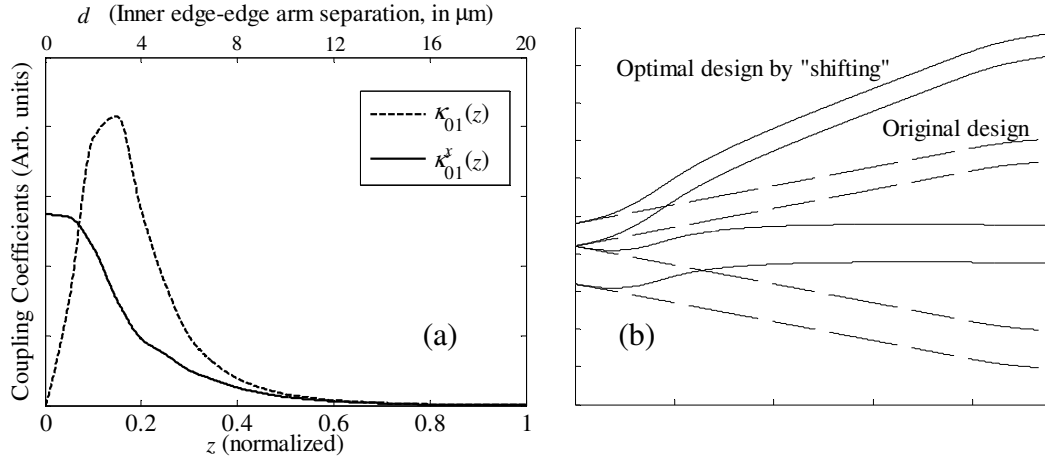 d (Inner edge-edge arm separation, in μm)
0 4 8 12 16 20
Coupling Coefficients (Arb. units)
κ01(z)
κx01(z)
(a)
0 0.2 0.4 0.6 0.8 1
z (normalized)
Optimal design by "shifting"
Original design
(b)